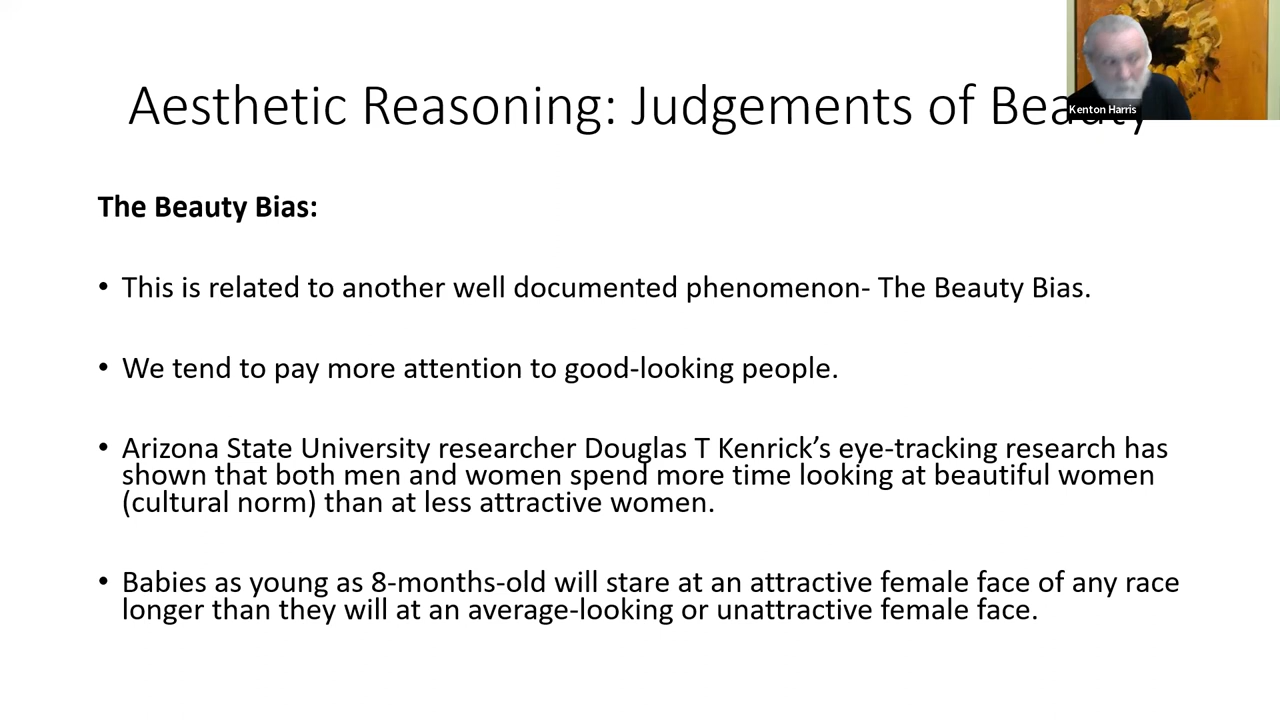 Aesthetic Reasoning: Judgements of Beauty
Kenton Harris
The Beauty Bias:
• This is related to another well documented phenomenon- The Beauty Bias.
• We tend to pay more attention to good-looking people.
• Arizona State University researcher Douglas T Kenrick’s eye-tracking research has
shown that both men and women spend more time looking at beautiful women
(cultural norm) than at less attractive women.
• Babies as young as 8-months-old will stare at an attractive female face of any race
longer than they will at an average-looking or unattractive female face.